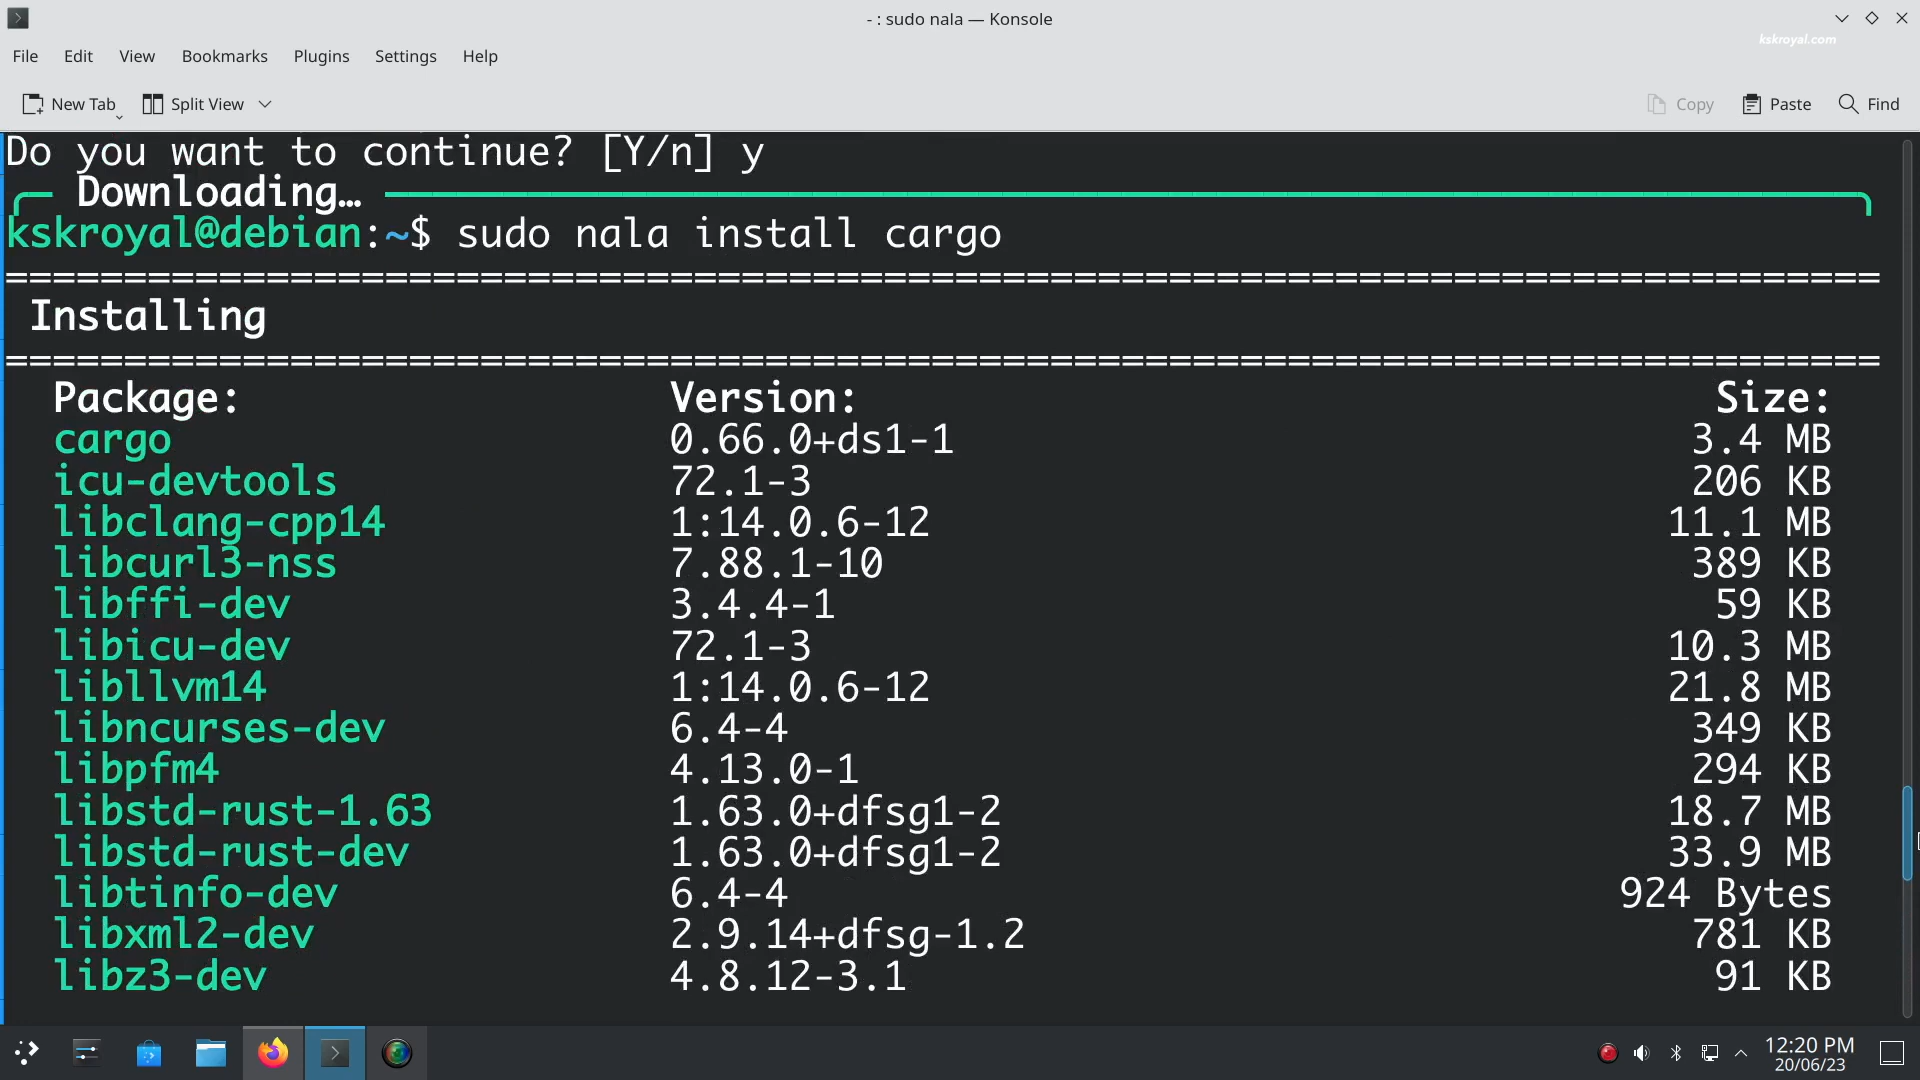 - : sudo nala — Konsole
kskroyal.com
File Edit View Bookmarks Plugins Settings Help
New Tab Split View Copy Paste Find
Do you want to continue? [Y/n] y
Downloading…
kskroyal@debian:~$ sudo nala install cargo
================================================================================
Installing
================================================================================
Package: Version: Size:
cargo 0.66.0+ds1-1 3.4 MB
icu-devtools 72.1-3 206 KB
libclang-cpp14 1:14.0.6-12 11.1 MB
libcurl3-nss 7.88.1-10 389 KB
libffi-dev 3.4.4-1 59 KB
libicu-dev 72.1-3 10.3 MB
libllvm14 1:14.0.6-12 21.8 MB
libncurses-dev 6.4-4 349 KB
libpfm4 4.13.0-1 294 KB
libstd-rust-1.63 1.63.0+dfsg1-2 18.7 MB
libstd-rust-dev 1.63.0+dfsg1-2 33.9 MB
libtinfo-dev 6.4-4 924 Bytes
libxml2-dev 2.9.14+dfsg-1.2 781 KB
libz3-dev 4.8.12-3.1 91 KB
12:20 PM
20/06/23